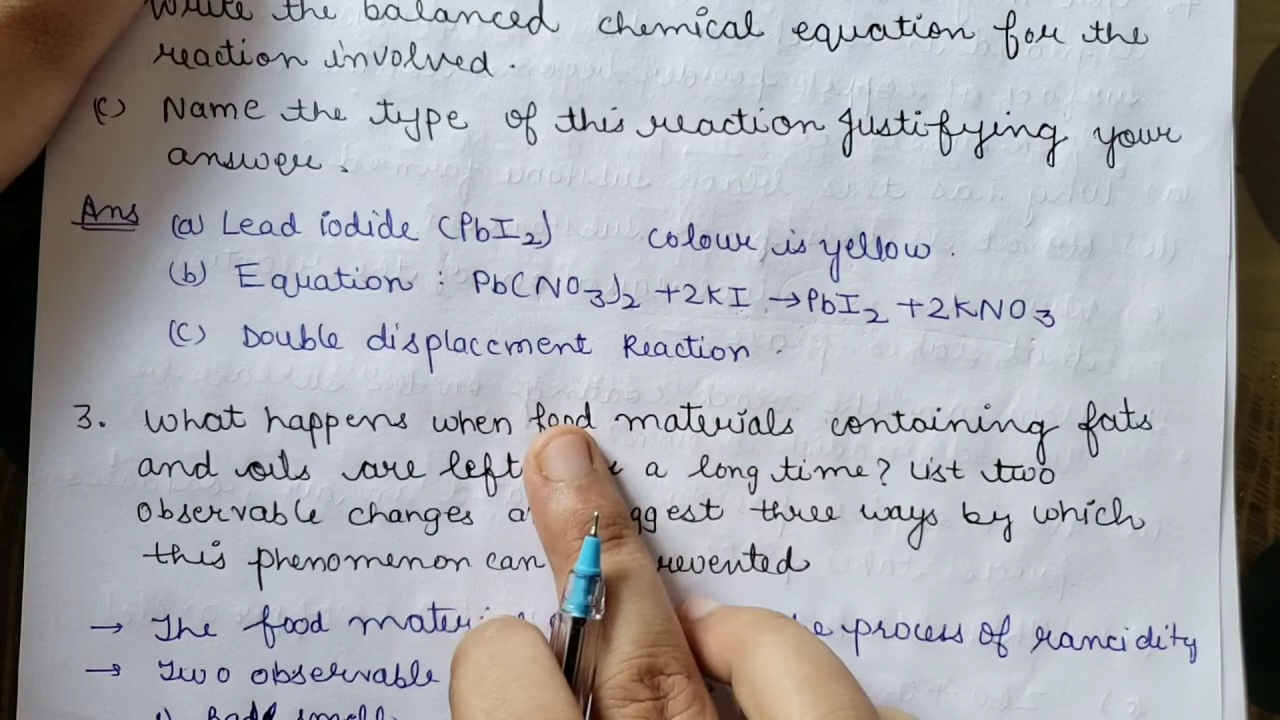 Write the balanced chemical equation for the
reaction involved.
(c) Name the type of this reaction justifying your
answer.
Ans (a) Lead iodide (PbI2) colour is yellow.
(b) Equation : Pb(NO3)2 + 2KI → PbI2 + 2KNO3
(C) Double displacement Reaction.
3. What happens when food materials containing fats
and oils are left a long time? List two
observable changes three ways by which
this phenomenon can
→ The food process of rancidity
→ Two observable
smell